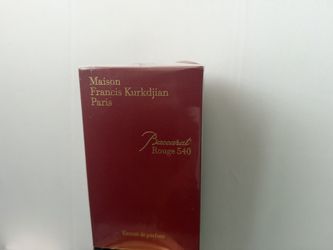 Maison
Francis Kurkdjian
Paris
Baccarat
Rouge 540
Extrait de parfum